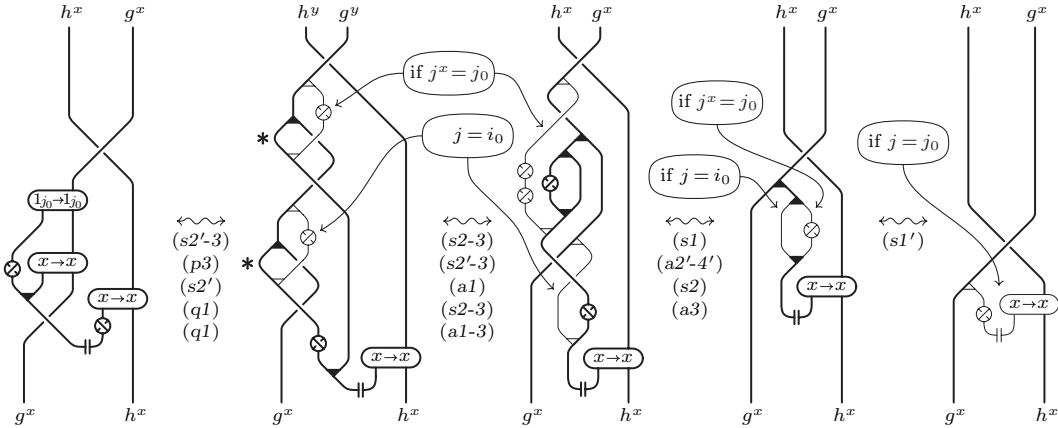 h^x g^x
h^y g^y
h^x g^x
h^x g^x
h^x g^x
if j^x = j_0
if j^x = j_0
j = i_0
if j = j_0
*
if j = i_0
1_{j_0}→1_{j_0}
(s2'-3)
(p3)
(s2')
(q1)
(q1)
(s2-3)
(s2'-3)
(a1)
(s2-3)
(a1-3)
(s1)
(a2'-4')
(s2)
(a3)
(s1')
x→x
*
x→x
x→x
x→x
x→x
x→x
g^x h^x
g^x h^x
g^x h^x
g^x h^x
g^x h^x